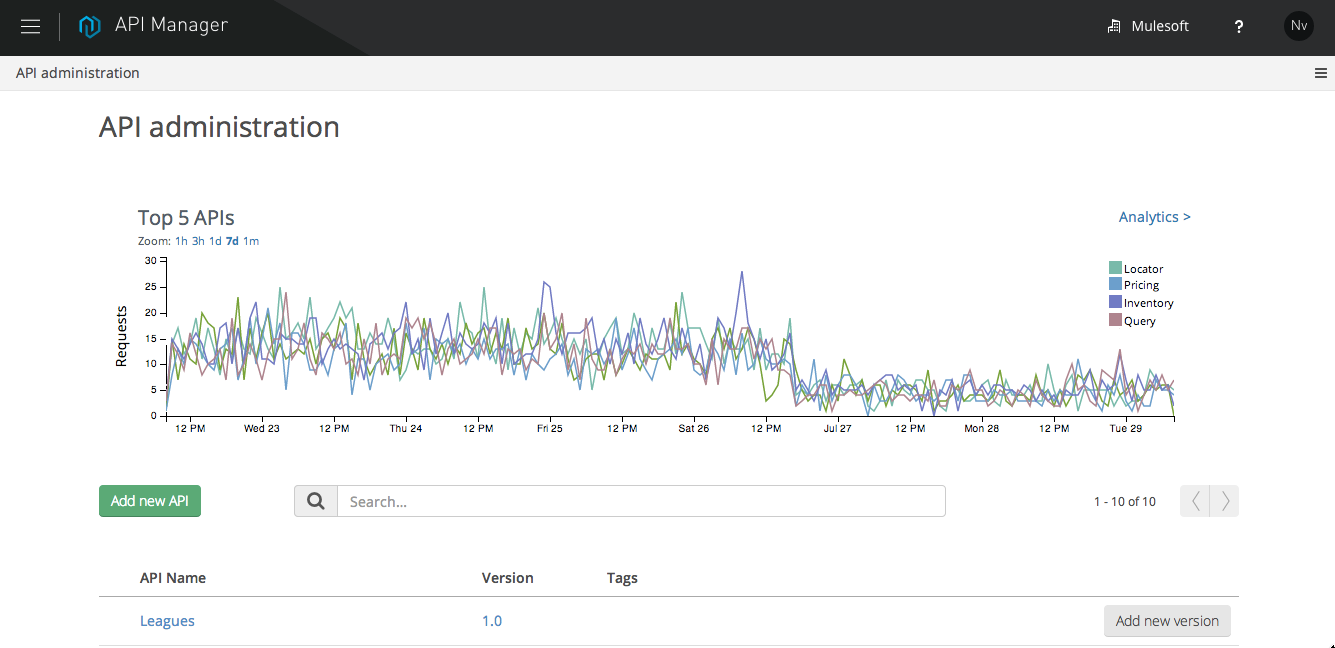 API Manager
Mulesoft
?
Nv
API administration
API administration
Top 5 APIs
Analytics >
Zoom: 1h 3h 1d 7d 1m
Requests
30
25
20
15
10
5
0
12 PM Wed 23 12 PM Thu 24 12 PM Fri 25 12 PM Sat 26 12 PM Jul 27 12 PM Mon 28 12 PM Tue 29
Locator
Pricing
Inventory
Query
Add new API
Search...
1 - 10 of 10
API Name Version Tags
Leagues 1.0 Add new version